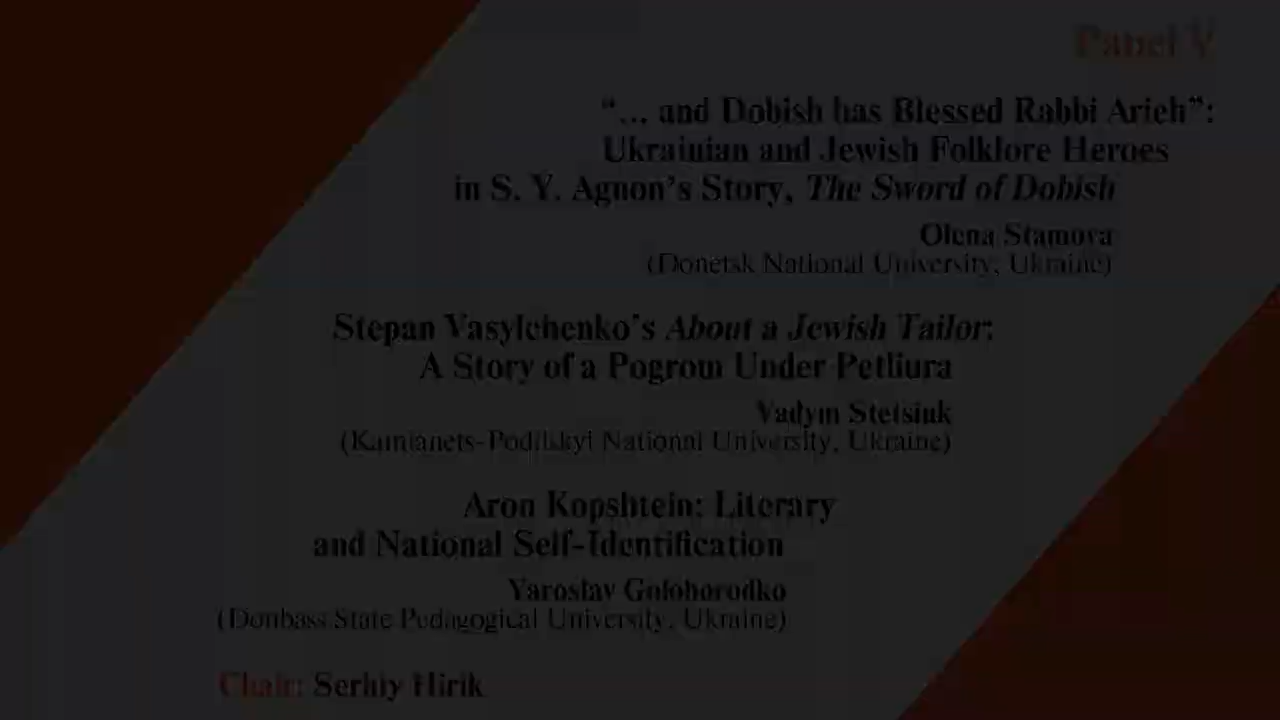 Panel V
“... and Dobish has Blessed Rabbi Arieh”:
Ukrainian and Jewish Folklore Heroes
in S. Y. Agnon’s Story, The Sword of Dobish
Olena Stamova
(Donetsk National University, Ukraine)
Stepan Vasylchenko’s About a Jewish Tailor:
A Story of a Pogrom Under Petliura
Vadym Stetsiuk
(Kamianets-Podilskyi National University, Ukraine)
Aron Kopshtein: Literary
and National Self-Identification
Yaroslav Golohorodko
(Donbass State Pedagogical University, Ukraine)
Chair: Serhiy Hirik